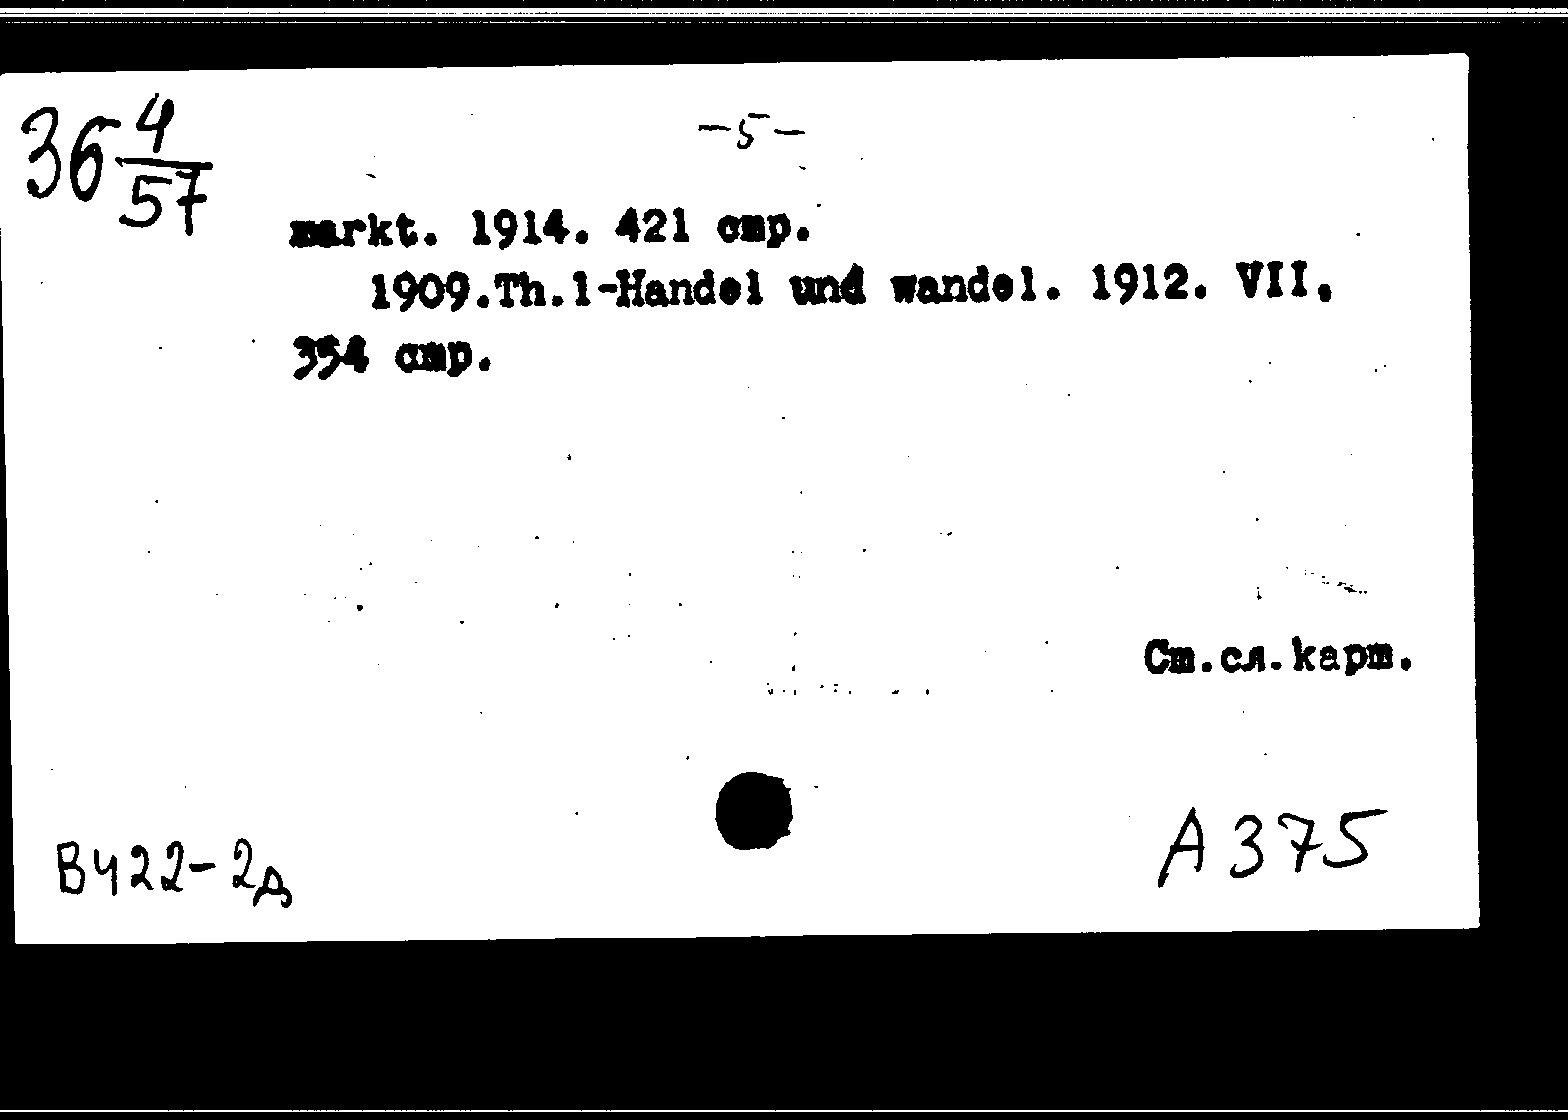 36 4/57
-5-
markt. 1914. 421 стр.
1909.Th.1-Handel und wandel. 1912. VII,
354 стр.
См.сл.карт.
В422-2д
А375